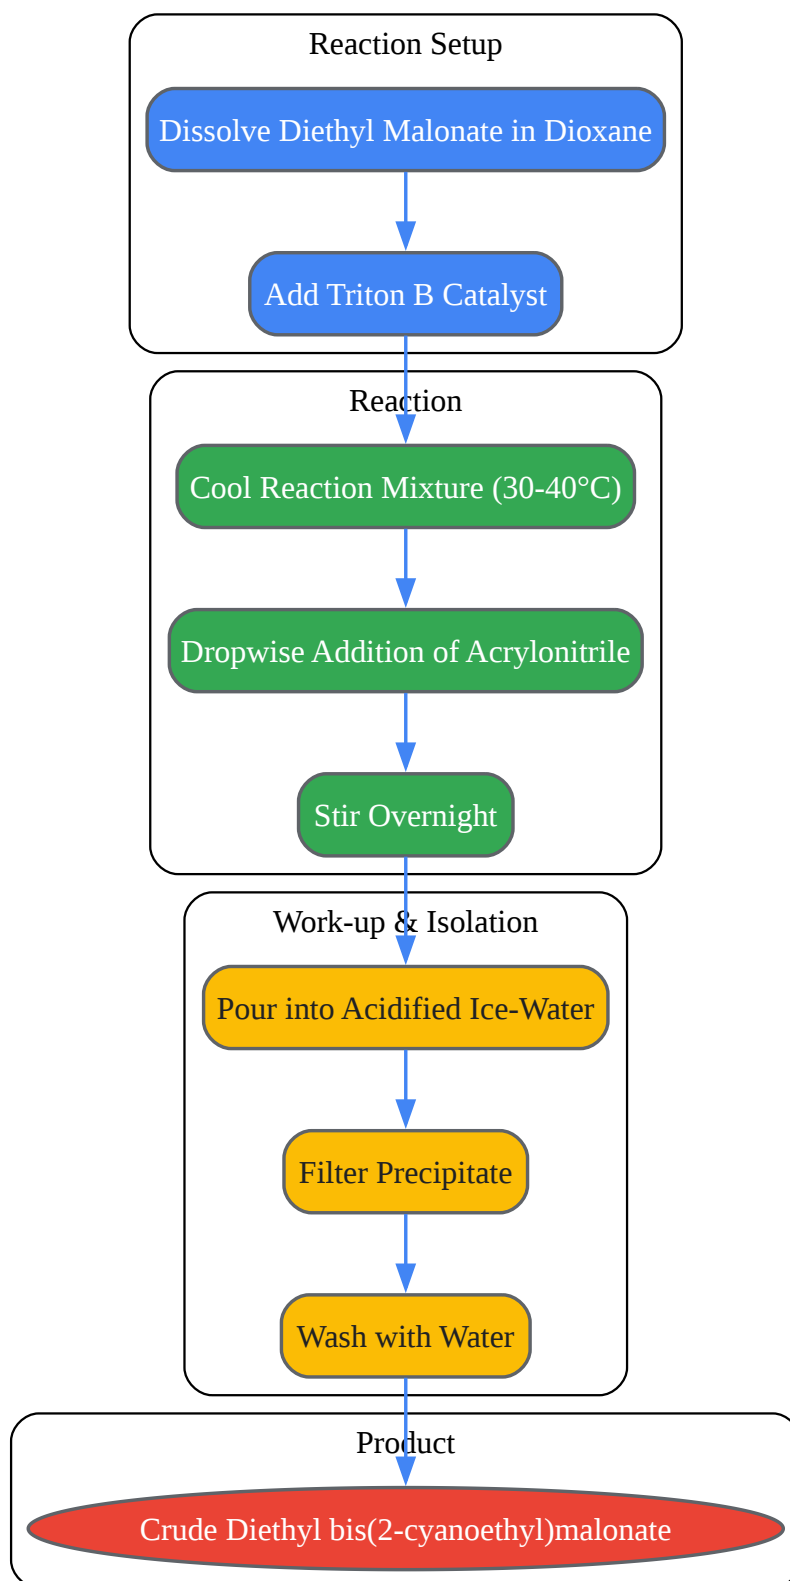 Reaction Setup
Dissolve Diethyl Malonate in Dioxane
Add Triton B Catalyst
Reaction
Cool Reaction Mixture (30-40°C)
Dropwise Addition of Acrylonitrile
Stir Overnight
Work-up & Isolation
Pour into Acidified Ice-Water
Filter Precipitate
Wash with Water
Product
Crude Diethyl bis(2-cyanoethyl)malonate